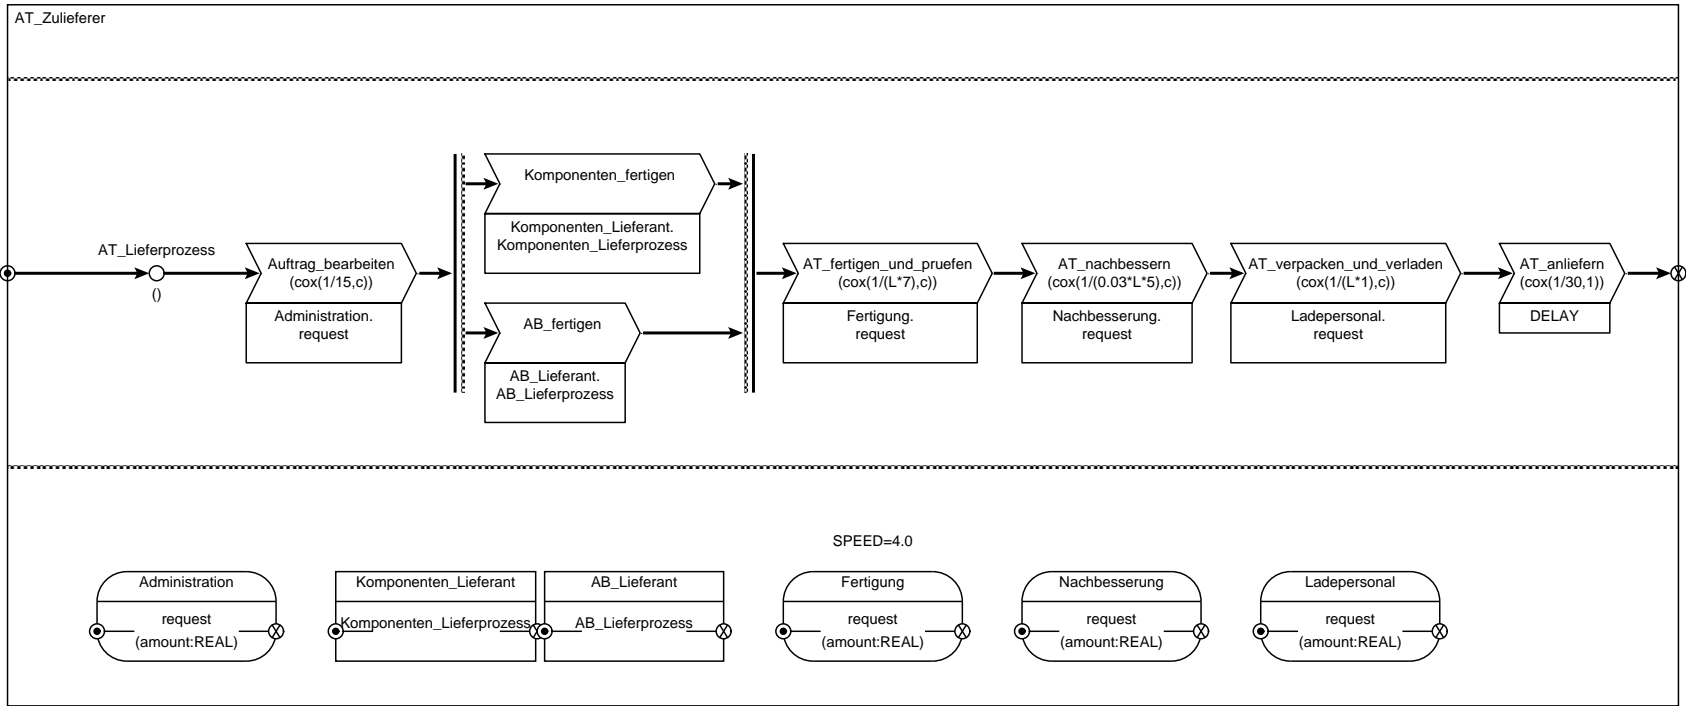 AT_Zulieferer
AT_Lieferprozess
()
Auftrag_bearbeiten
(cox(1/15,c))
Administration.
request
Komponenten_fertigen
Komponenten_Lieferant.
Komponenten_Lieferprozess
AB_fertigen
AB_Lieferant.
AB_Lieferprozess
AT_fertigen_und_pruefen
(cox(1/(L*7),c))
Fertigung.
request
AT_nachbessern
(cox(1/(0.03*L*5),c))
Nachbesserung.
request
AT_verpacken_und_verladen
(cox(1/(L*1),c))
Ladepersonal.
request
AT_anliefern
(cox(1/30,1))
DELAY
SPEED=4.0
Administration
request
(amount:REAL)
Komponenten_Lieferant
Komponenten_Lieferprozess
AB_Lieferant
AB_Lieferprozess
Fertigung
request
(amount:REAL)
Nachbesserung
request
(amount:REAL)
Ladepersonal
request
(amount:REAL)